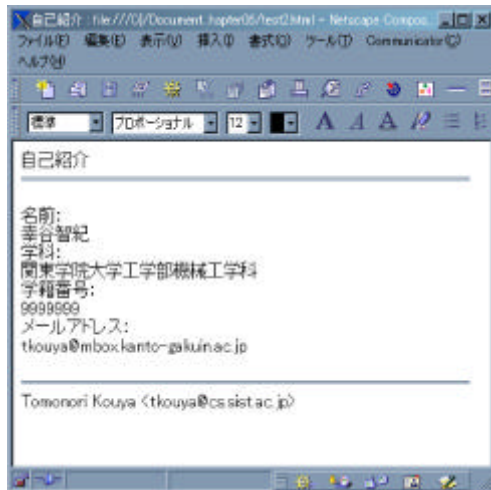 自己紹介 : file:///C|/Document. hapter06/test2.html - Netscape Compos.
ファイル(F) 編集(E) 表示(V) 挿入(I) 書式(O) ツール(T) Communicator(C)
ヘルプ(H)
標準 プロポーショナル 12
自己紹介
名前:
幸谷智紀
学科:
関東学院大学工学部機械工学科
学籍番号:
9999999
メールアドレス:
tkouya@mbox.kanto-gakuin.ac.jp
Tomonori Kouya <tkouya@cs.sist.ac.jp>